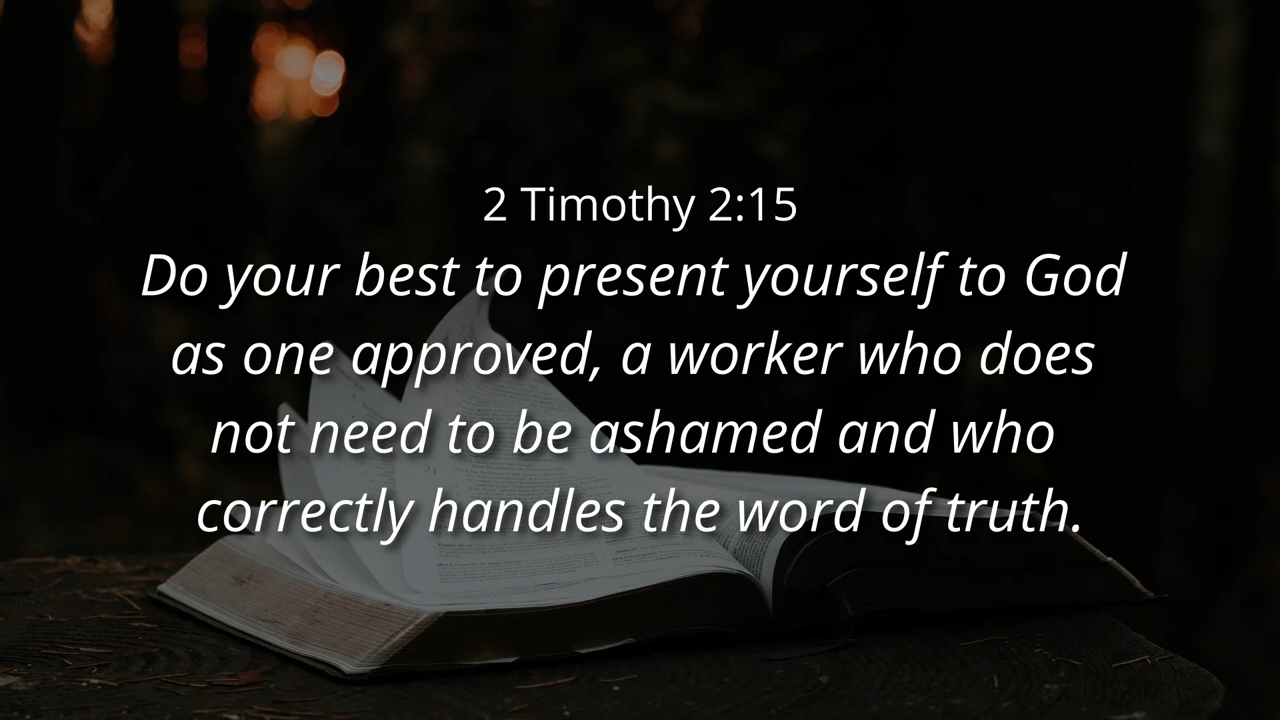 2 Timothy 2:15
Do your best to present yourself to God
as one approved, a worker who does
not need to be ashamed and who
correctly handles the word of truth.